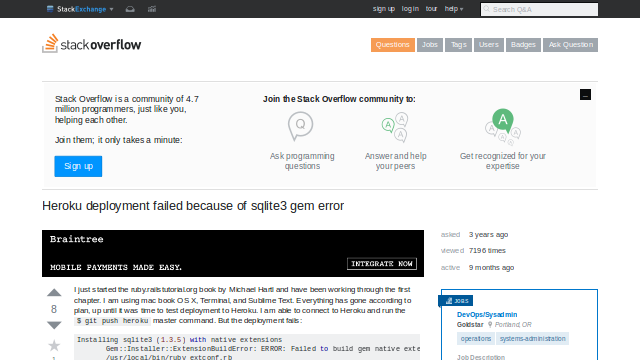 StackExchange
sign up log in tour help Search Q&A
stackoverflow
Questions Jobs Tags Users Badges Ask Question
Stack Overflow is a community of 4.7
million programmers, just like you,
helping each other.
Join them; it only takes a minute:
Sign up
Join the Stack Overflow community to:
Ask programming
questions
Answer and help
your peers
Get recognized for your
expertise
Heroku deployment failed because of sqlite3 gem error
Braintree
MOBILE PAYMENTS MADE EASY.
INTEGRATE NOW
asked 3 years ago
viewed 7196 times
active 9 months ago
8
I just started the ruby.railstutorial.org book by Michael Hartl and have been working through the first
chapter. I am using mac book OS X, Terminal, and Sublime Text. Everything has gone according to
plan, up until it was time to test deployment to Heroku. I am able to connect to Heroku and run the
$ git push heroku master command. But the deployment fails:
Installing sqlite3 (1.3.5) with native extensions
Gem::Installer::ExtensionBuildError: ERROR: Failed to build gem native exte
/usr/local/bin/ruby extconf.rb
JOBS
DevOps/Sysadmin
Goldstar Portland, OR
operations systems-administration
Job Description